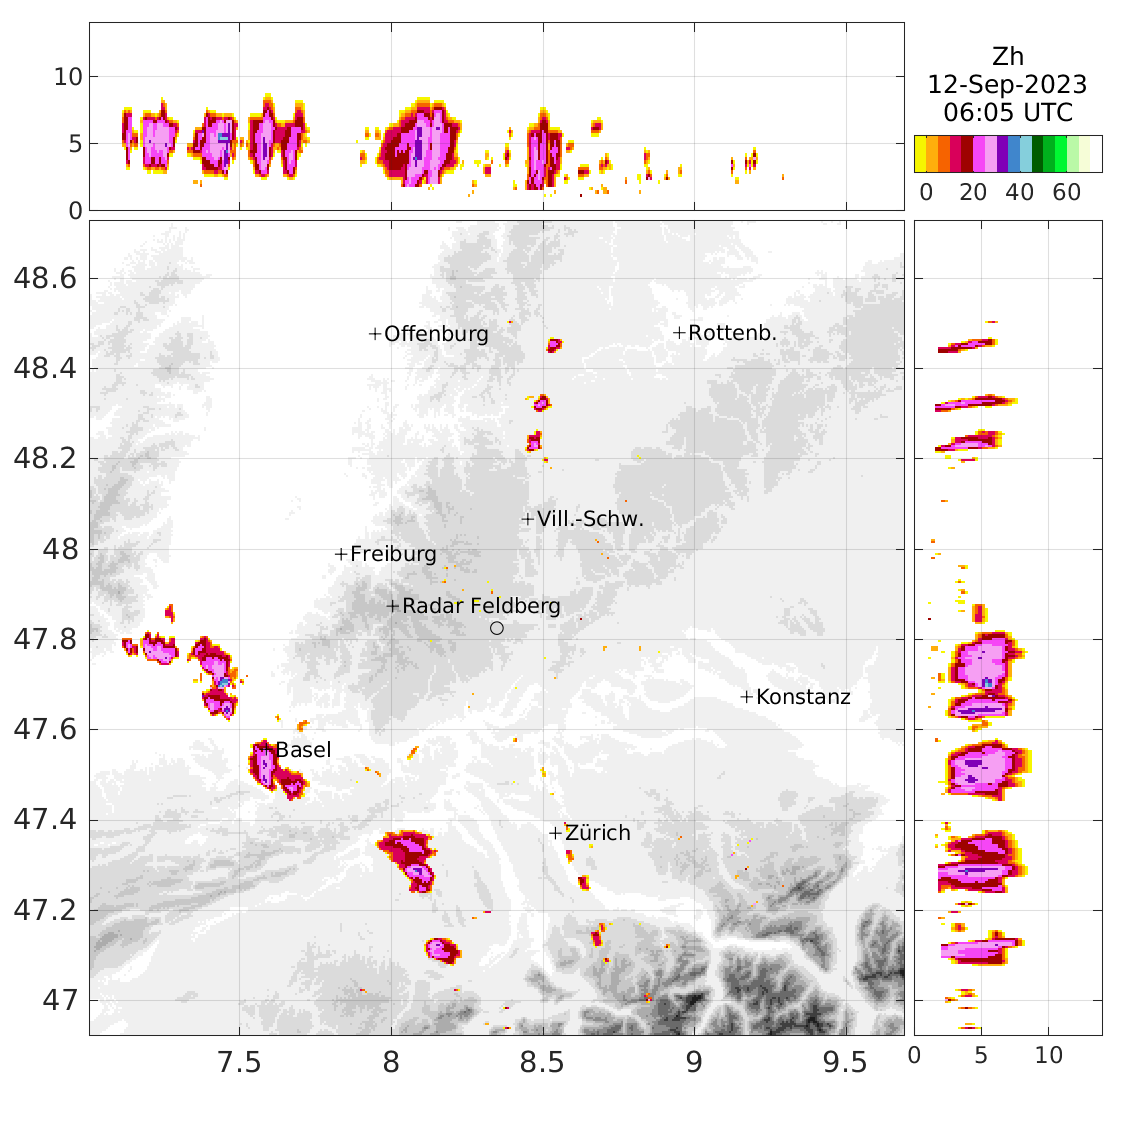 10
5
0
Zh
12-Sep-2023
06:05 UTC
0 20 40 60
48.6
48.4
48.2
48
47.8
47.6
47.4
47.2
47
Offenburg
Rottenb.
Vill.-Schw.
Freiburg
Radar Feldberg
Konstanz
Basel
Zürich
7.5 8 8.5 9 9.5
0 5 10